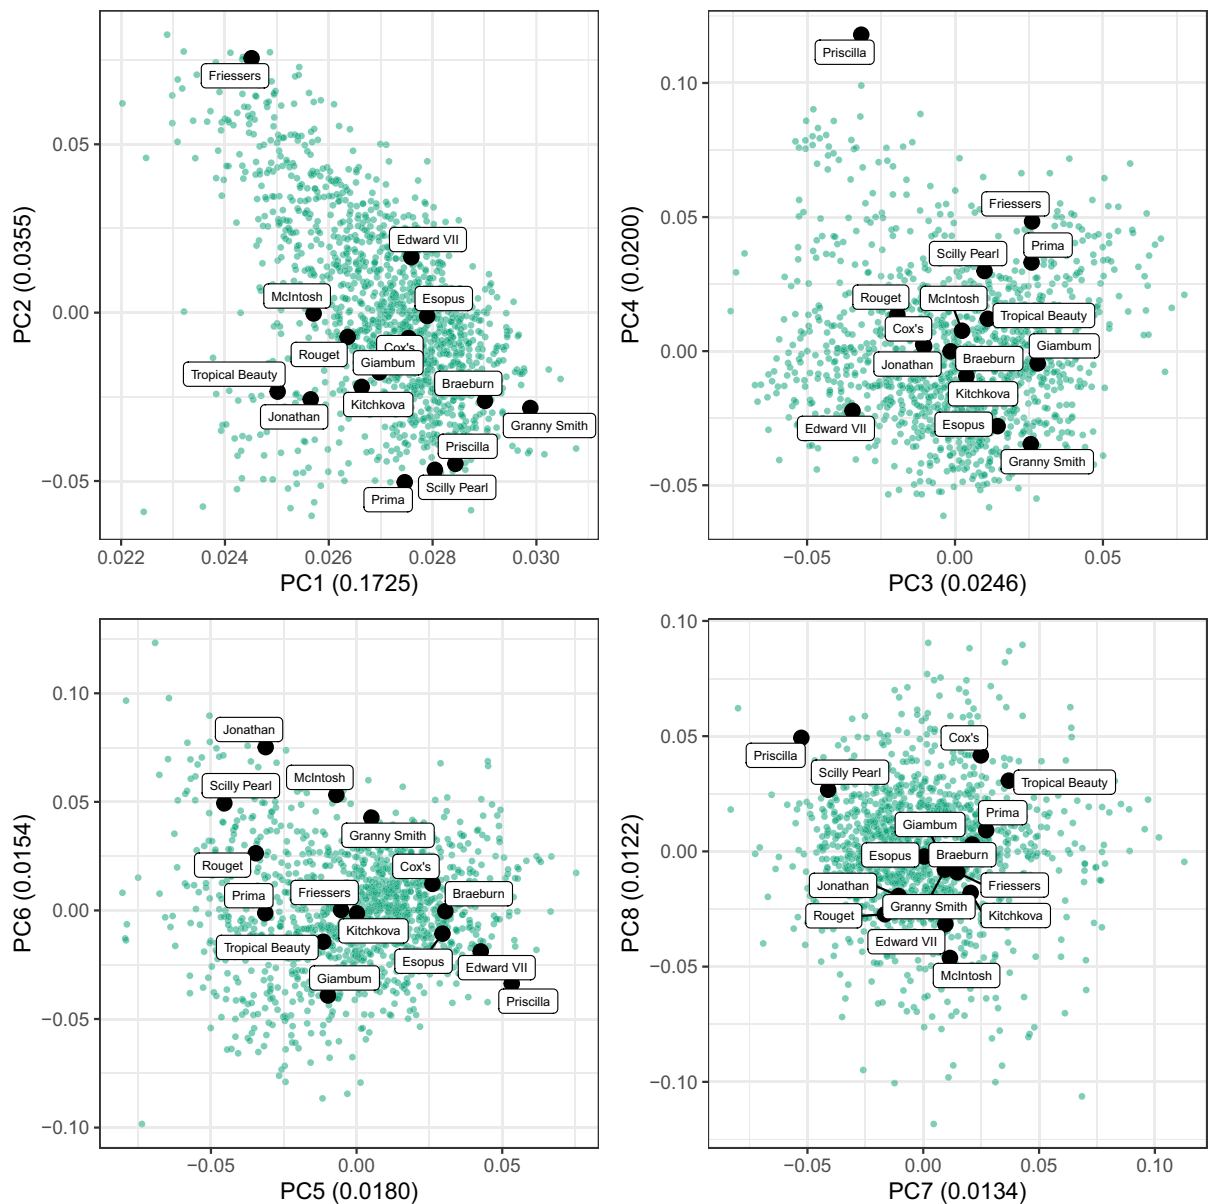 Friessers
Edward VII
McIntosh
Esopus
Rouget
Cox's
Giambum
Tropical Beauty
Braeburn
Jonathan
Kitchkova
Granny Smith
Priscilla
Scilly Pearl
Prima
0.05
0.00
−0.05
0.022
0.024
0.026
0.028
0.030
PC1 (0.1725)
PC2 (0.0355)
Priscilla
Friessers
Prima
Scilly Pearl
Rouget
McIntosh
Cox's
Tropical Beauty
Giambum
Jonathan
Braeburn
Kitchkova
Edward VII
Esopus
Granny Smith
0.10
0.05
0.00
−0.05
−0.05
0.00
0.05
PC3 (0.0246)
PC4 (0.0200)
Jonathan
McIntosh
Scilly Pearl
Granny Smith
Rouget
Cox's
Prima
Friessers
Braeburn
Kitchkova
Tropical Beauty
Esopus
Edward VII
Giambum
Priscilla
0.10
0.05
0.00
−0.05
−0.10
−0.05
0.00
0.05
PC5 (0.0180)
PC6 (0.0154)
Cox's
Priscilla
Scilly Pearl
Tropical Beauty
Prima
Giambum
Esopus
Braeburn
Jonathan
Friessers
Granny Smith
Rouget
Kitchkova
Edward VII
McIntosh
0.10
0.05
0.00
−0.05
−0.10
−0.05
0.00
0.05
0.10
PC7 (0.0134)
PC8 (0.0122)